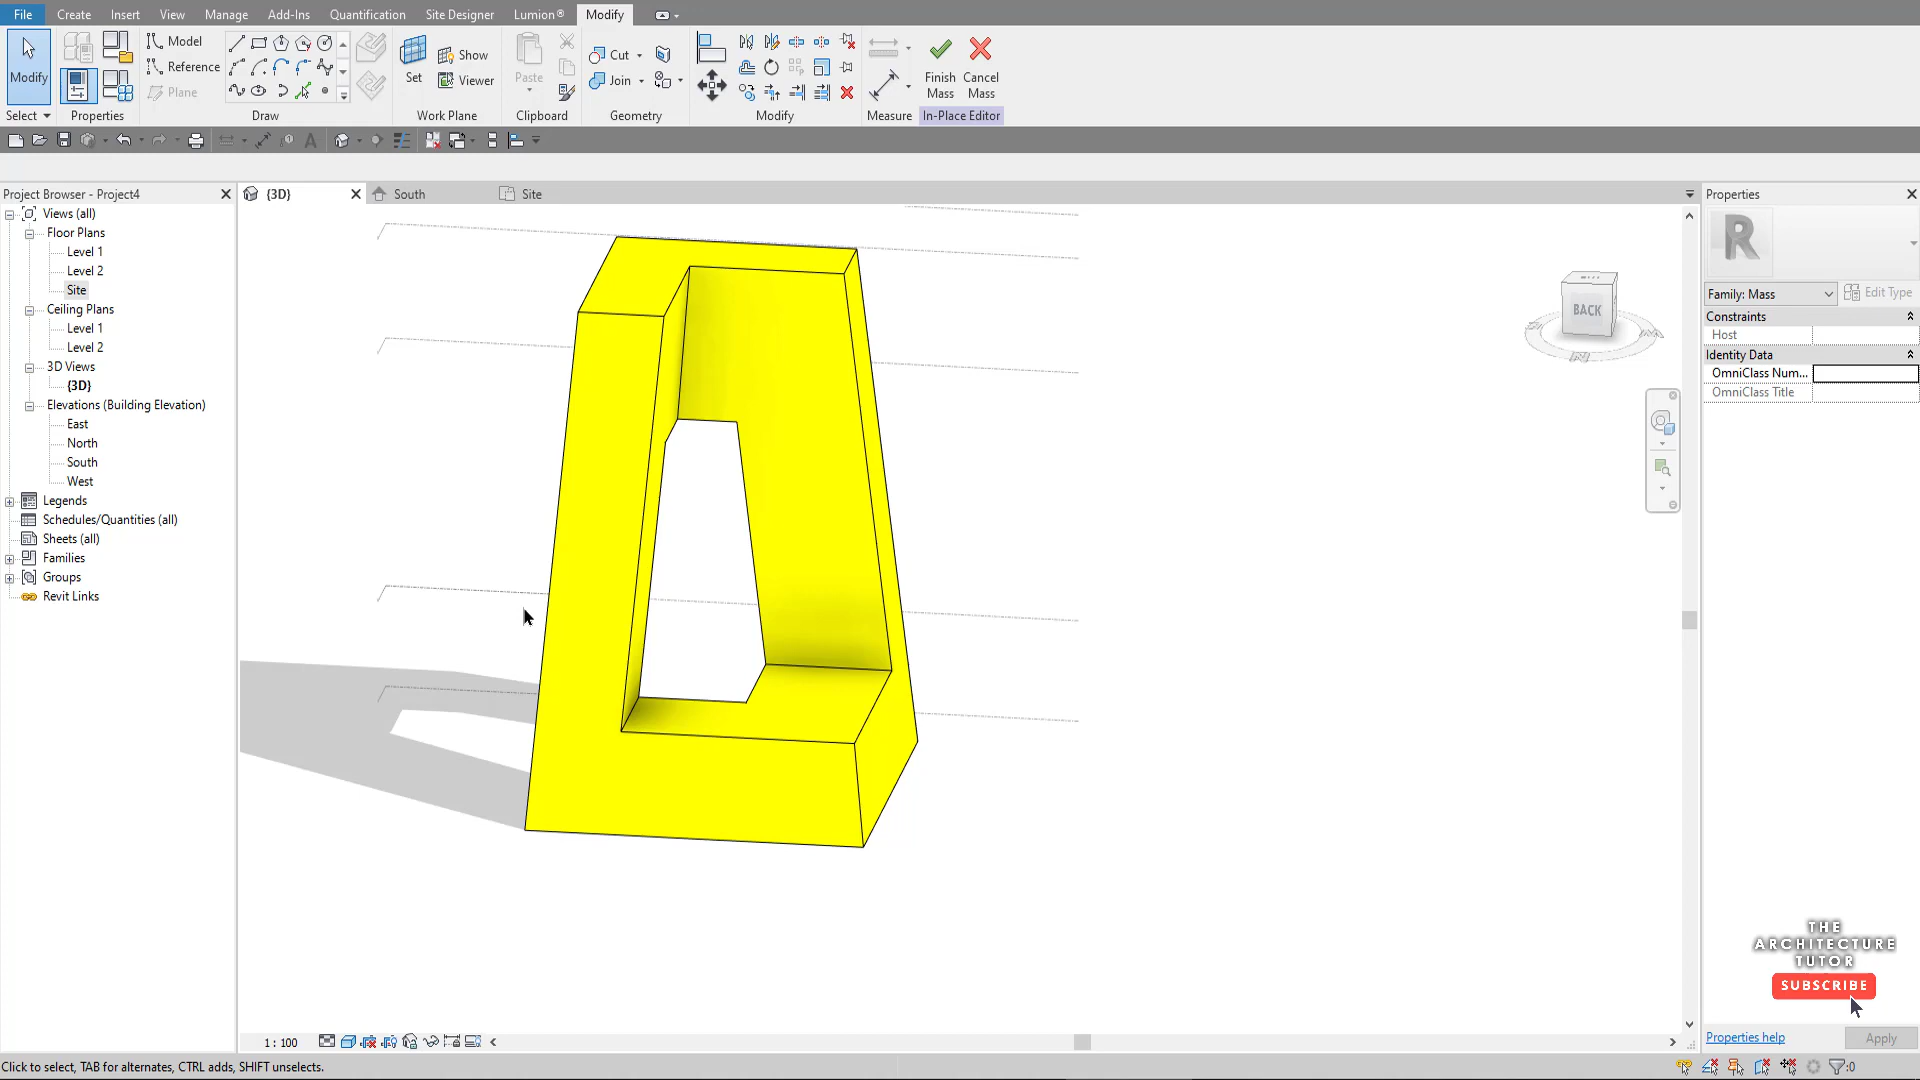 File Create Insert View Manage Add-Ins Quantification Site Designer Lumion® Modify
Modify
Select
Properties
Model
Reference
Plane
Draw
Set
Show
Viewer
Work Plane
Paste
Clipboard
Cut
Join
Geometry
Modify
Measure
Finish Mass
Cancel Mass
In-Place Editor
Project Browser - Project4
{3D}
South
Site
Properties
Views (all)
Floor Plans
Level 1
Level 2
Site
Ceiling Plans
Level 1
Level 2
3D Views
{3D}
Elevations (Building Elevation)
East
North
South
West
Legends
Schedules/Quantities (all)
Sheets (all)
Families
Groups
Revit Links
BACK
R
Family: Mass
Edit Type
Constraints
Host
Identity Data
OmniClass Num...
OmniClass Title
THE
ARCHITECTURE
TUTOR
SUBSCRIBE
Properties help
Apply
1 : 100
Click to select, TAB for alternates, CTRL adds, SHIFT unselects.
:0